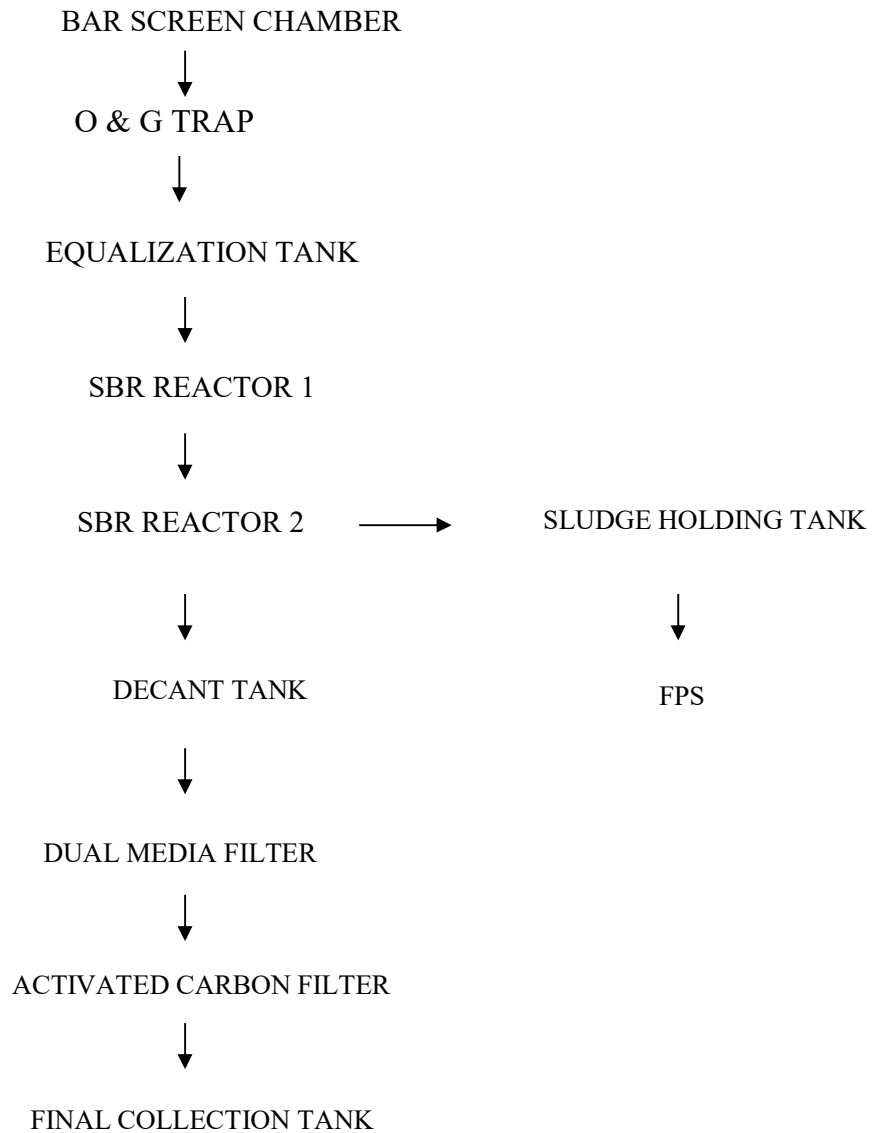 BAR SCREEN CHAMBER
O & G TRAP
EQUALIZATION TANK
SBR REACTOR 1
SBR REACTOR 2
SLUDGE HOLDING TANK
DECANT TANK
FPS
DUAL MEDIA FILTER
ACTIVATED CARBON FILTER
FINAL COLLECTION TANK